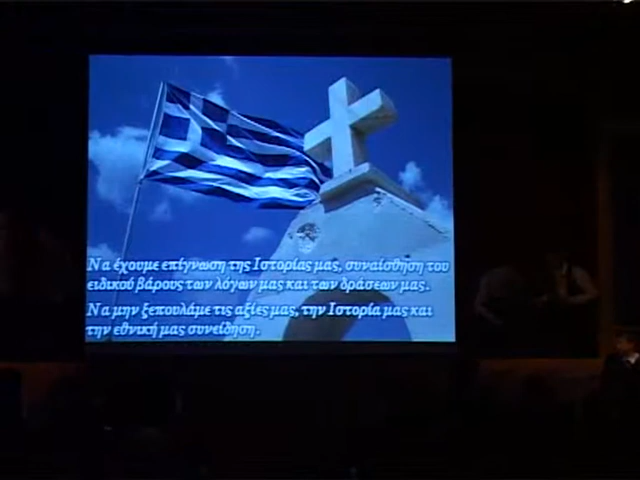 Να έχουμε επίγνωση της Ιστορίας μας, συναίσθηση του
ειδικού βάρους των λόγων μας και των δράσεων μας.
Να μην ξεπουλάμε τις αξίες μας, την Ιστορία μας και
την εθνική μας συνείδηση.